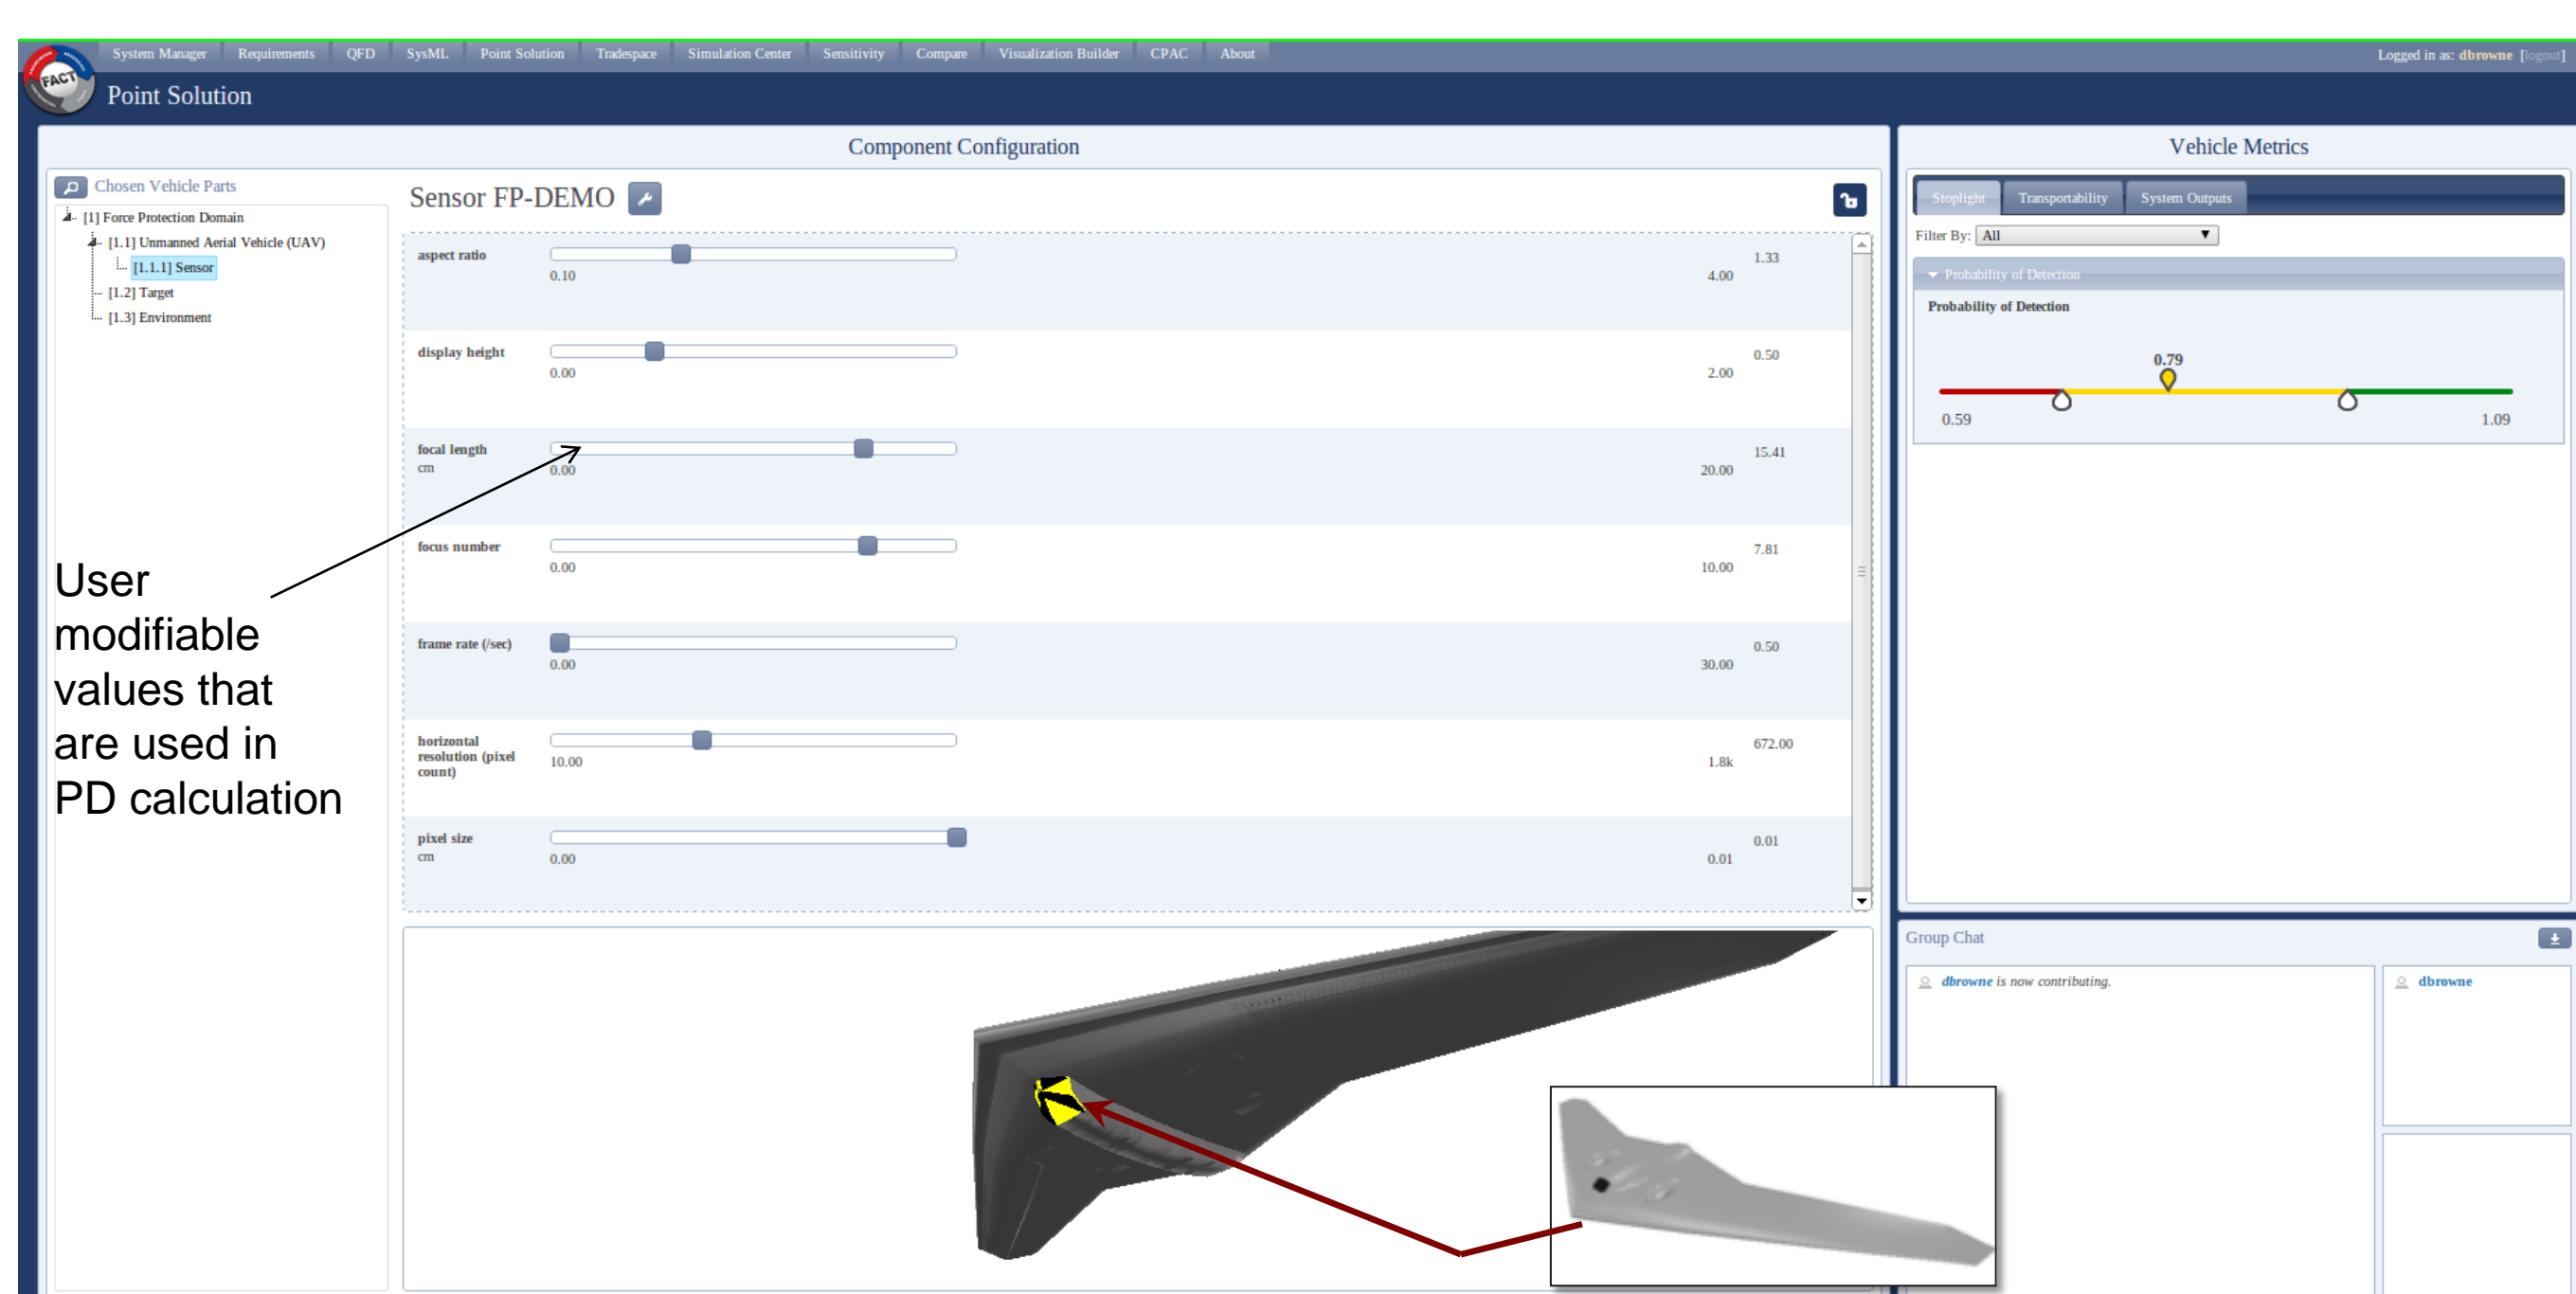 System Manager Requirements QFD SysML Point Solution Tradespace Simulation Center Sensitivity Compare Visualization Builder CPAC About
Logged in as: dbrowne [logout]
FACT
Point Solution
Component Configuration
Chosen Vehicle Parts
[1] Force Protection Domain
[1.1] Unmanned Aerial Vehicle (UAV)
[1.1.1] Sensor
[1.2] Target
[1.3] Environment
User
modifiable
values that
are used in
PD calculation
Sensor FP-DEMO
aspect ratio
0.10 4.00 1.33
display height
0.00 2.00 0.50
focal length
cm
0.00 20.00 15.41
focus number
0.00 10.00 7.81
frame rate (/sec)
0.00 30.00 0.50
horizontal
resolution (pixel
count)
10.00 1.8k 672.00
pixel size
cm
0.00 0.01 0.01
Vehicle Metrics
Stoplight Transportability System Outputs
Filter By: All
Probability of Detection
Probability of Detection
0.79
0.59 1.09
Group Chat
dbrowne is now contributing.
dbrowne